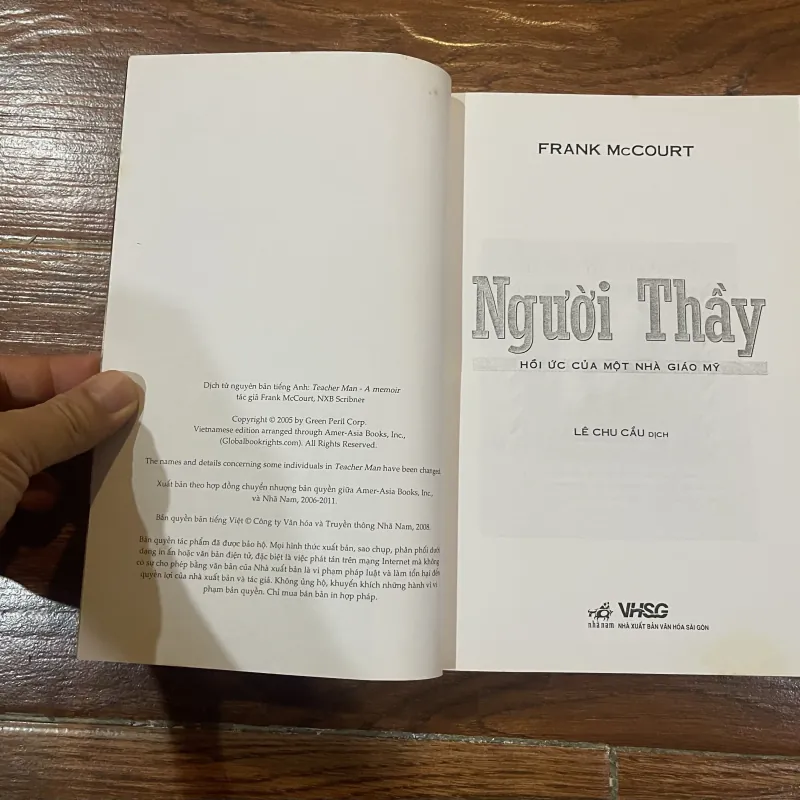 Dịch từ nguyên bản tiếng Anh: Teacher Man - A memoir
tác giả Frank McCourt, NXB Scribner
Copyright © 2005 by Green Peril Corp.
Vietnamese edition arranged through Amer-Asia Books, Inc.,
(Globalbookrights.com). All Rights Reserved.
The names and details concerning some individuals in Teacher Man have been changed
Xuất bản theo hợp đồng chuyển nhượng bản quyền giữa Amer-Asia Books, Inc,
và Nhã Nam, 2006-2011.
Bản quyền bản tiếng Việt © Công ty Văn hóa và Truyền thông Nhã Nam, 2008.
Bản quyền tác phẩm đã được bảo hộ. Mọi hình thức xuất bản, sao chụp, phân phối dưới
dạng in ấn hoặc văn bản điện tử, đặc biệt là việc phát tán trên mạng Internet mà không
có sự cho phép bằng văn bản của Nhà xuất bản là vi phạm pháp luật và làm tổn hại đến
quyền lợi của nhà xuất bản và tác giả. Không ủng hộ, khuyến khích những hành vi vi
phạm bản quyền. Chỉ mua bán bản in hợp pháp.
FRANK McCOURT
Người Thầy
HỒI ỨC CỦA MỘT NHÀ GIÁO MỸ
LÊ CHU CẦU DỊCH
nhã nam
VHSG
NHÀ XUẤT BẢN VĂN HÓA SÀI GÒN